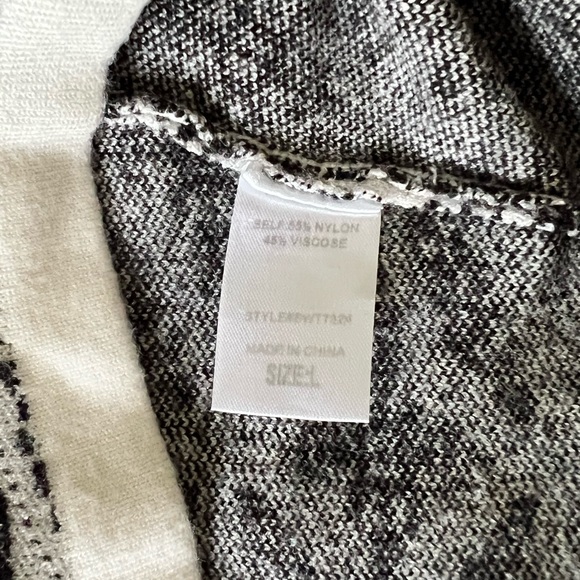 SELF:55% NYLON
45% VISCOSE
MADE IN CHINA
SIZE:L